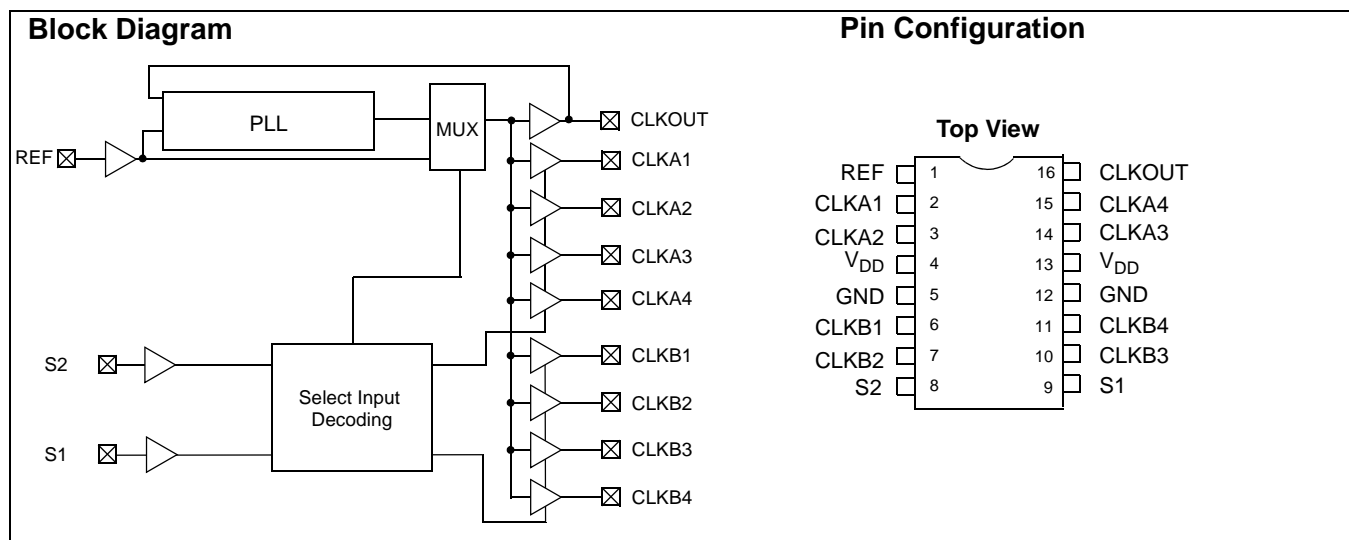 Block Diagram
PLL
MUX
REF
CLKOUT
CLKA1
CLKA2
CLKA3
CLKA4
S2
S1
Select Input
Decoding
CLKB1
CLKB2
CLKB3
CLKB4
Pin Configuration
Top View
REF 1 16 CLKOUT
CLKA1 2 15 CLKA4
CLKA2 3 14 CLKA3
VDD 4 13 VDD
GND 5 12 GND
CLKB1 6 11 CLKB4
CLKB2 7 10 CLKB3
S2 8 9 S1